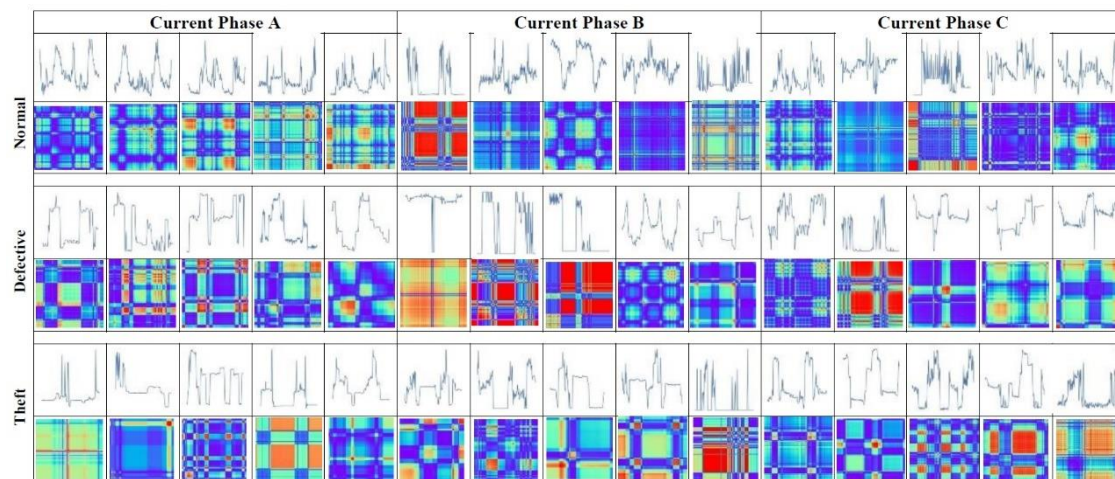 Current Phase A Current Phase B Current Phase C
Normal
Defective
Theft